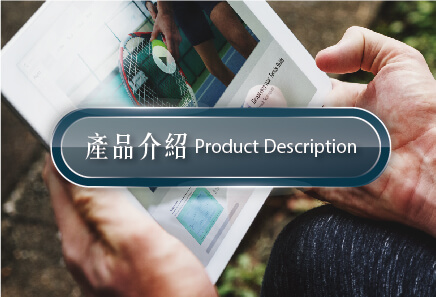 產品介紹 Product Description